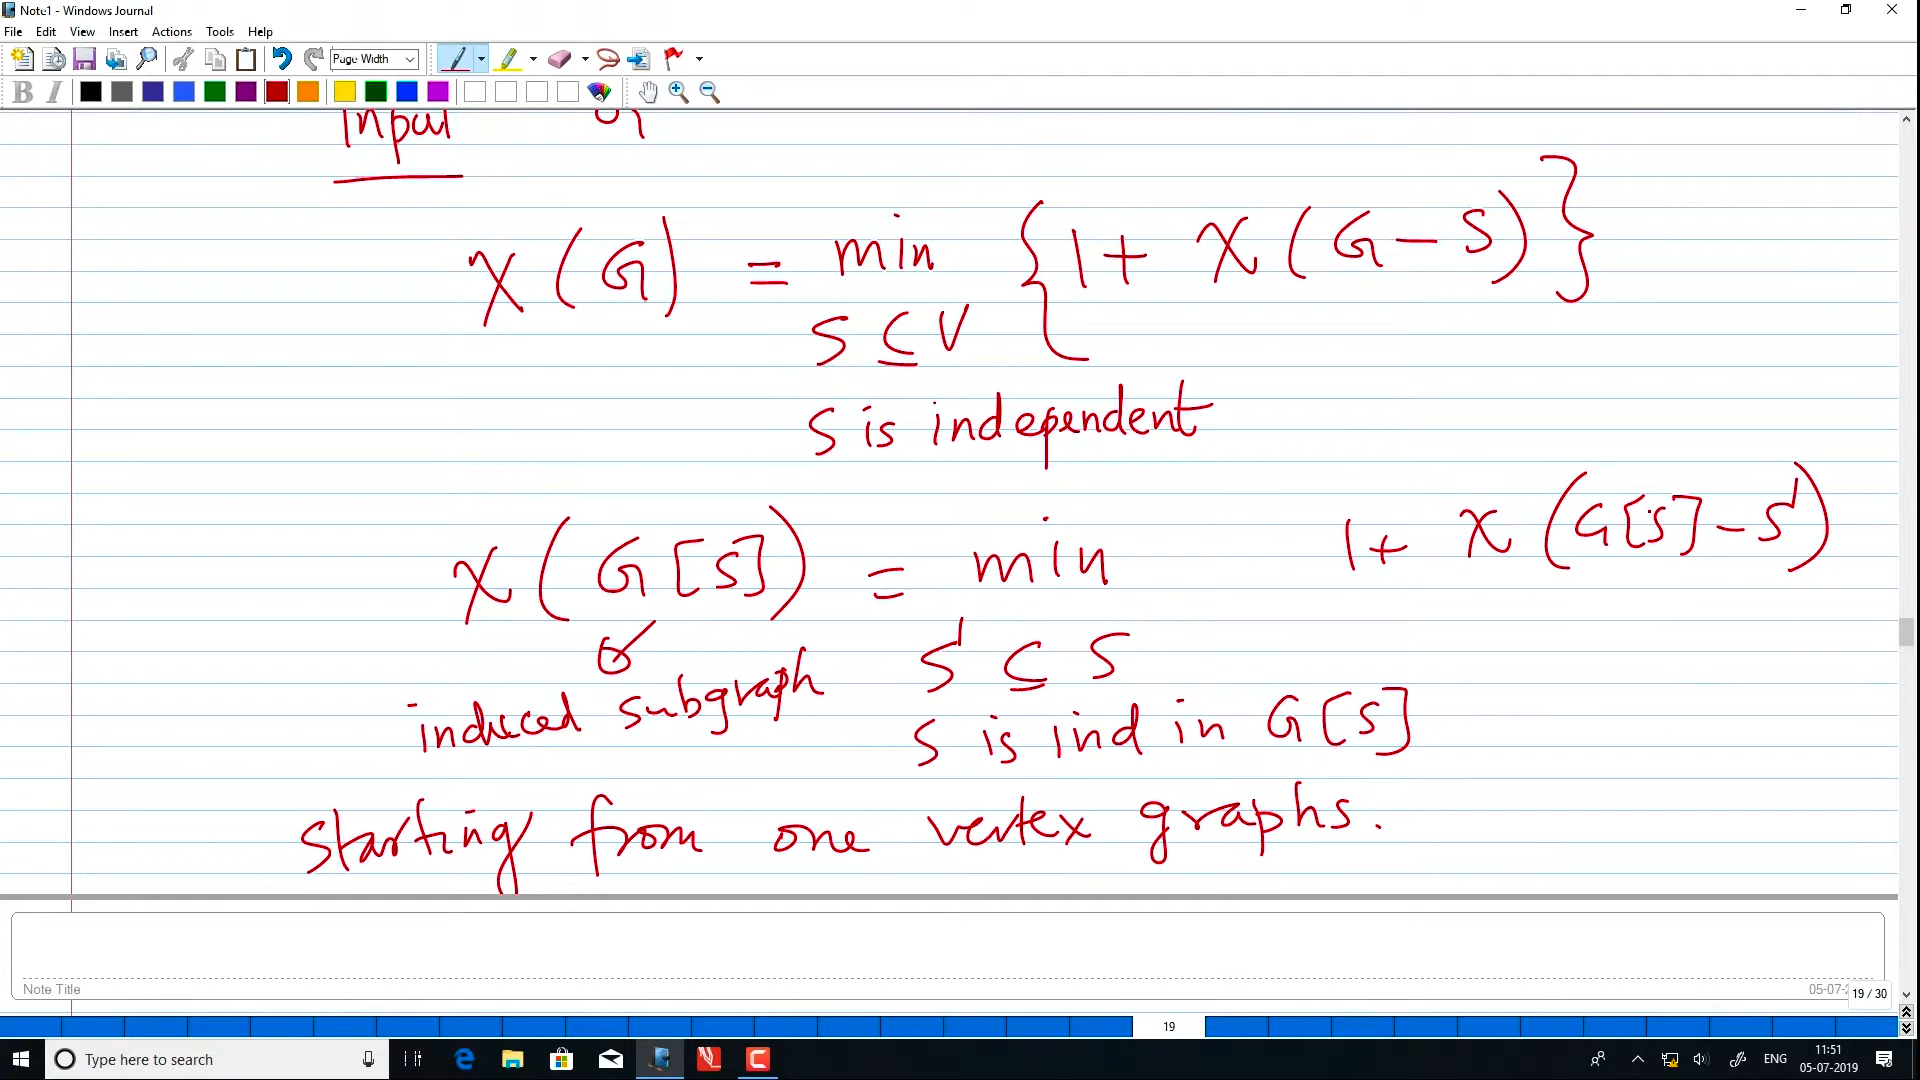 Note1 - Windows Journal
File Edit View Insert Actions Tools Help
Page Width
B I
Input
χ(G) = min {1 + χ(G − S)}
S ⊆ V
S is independent
χ(G[S]) = min 1 + χ(G[S] − S')
induced subgraph
S' ⊆ S
S is ind in G[S]
starting from one vertex graphs.
Note Title
05-07-
19 / 30
19
Type here to search
ENG
11:51
05-07-2019